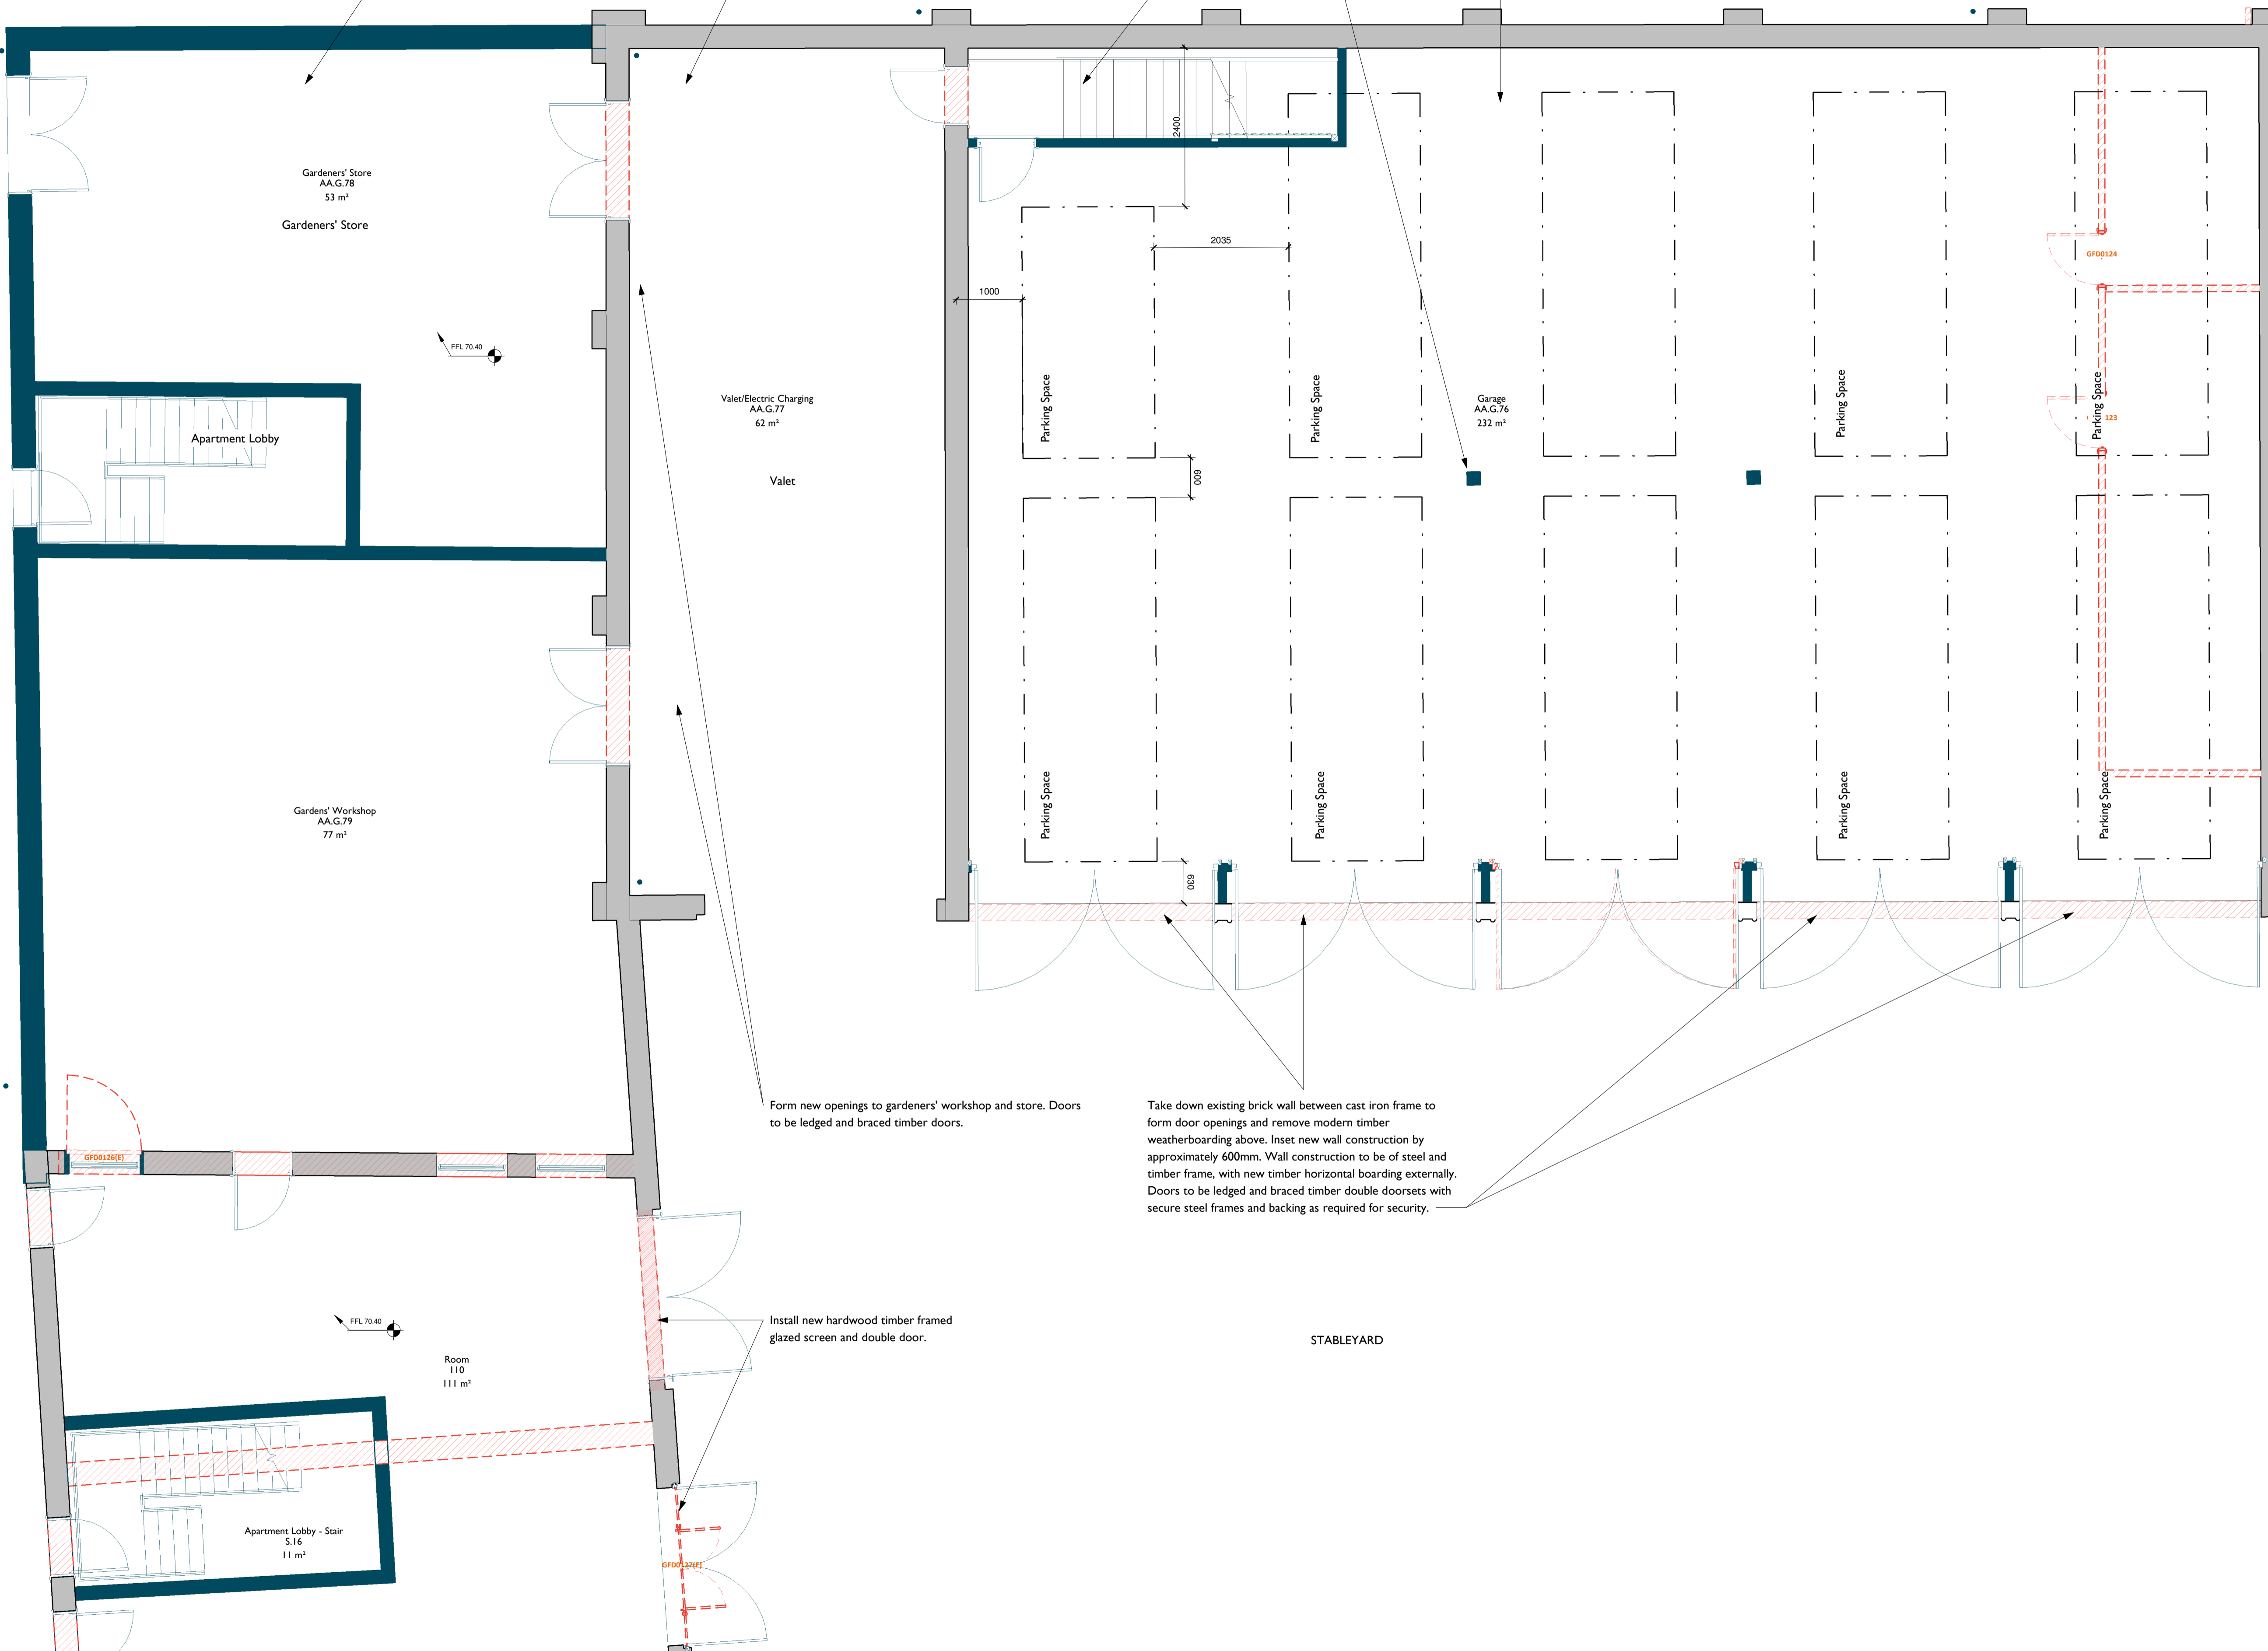 Gardeners' Store
AA.G.78
53 m²
Gardeners' Store
FFL 70.40
Apartment Lobby
Valet/Electric Charging
AA.G.77
62 m²
Valet
2400
2035
1000
600
630
Garage
AA.G.76
232 m²
Parking Space
Parking Space
Parking Space
Parking Space
Parking Space
Parking Space
Parking Space
Parking Space
GFD0124
123
Gardens' Workshop
AA.G.79
77 m²
GFD0126(E)
Form new openings to gardeners' workshop and store. Doors
to be ledged and braced timber doors.
Take down existing brick wall between cast iron frame to
form door openings and remove modern timber
weatherboarding above. Inset new wall construction by
approximately 600mm. Wall construction to be of steel and
timber frame, with new timber horizontal boarding externally.
Doors to be ledged and braced timber double doorsets with
secure steel frames and backing as required for security.
FFL 70.40
Room
110
111 m²
Install new hardwood timber framed
glazed screen and double door.
STABLEYARD
Apartment Lobby - Stair
S.16
11 m²
GFD0127(E)